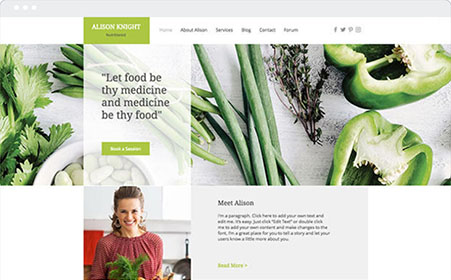 ALISON KNIGHT
Nutritionist
Home About Alison Services Blog Contact Forum
"Let food be
thy medicine
and medicine
be thy food"
Book a Session
Meet Alison
I'm a paragraph. Click here to add your own text and
edit me. It's easy. Just click "Edit Text" or double click
me to add your own content and make changes to the
font. I'm a great place for you to tell a story and let your
users know a little more about you.
Read More >